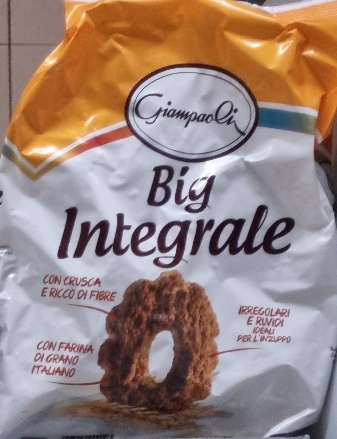 Giampaoli
Big
Integrale
CON CRUSCA
E RICCO DI FIBRE
IRREGOLARI
E RUVIDI
IDEALI
PER L'INZUPPO
CON FARINA
DI GRANO
ITALIANO